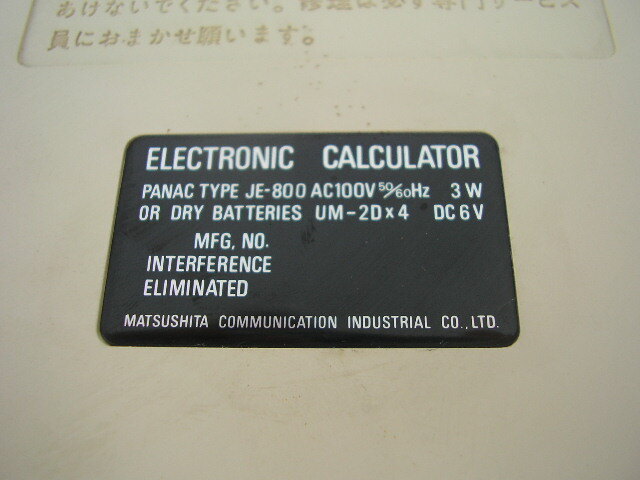 あけないでください。修理は必ず専門サービス
員におまかせ願います。
ELECTRONIC CALCULATOR
PANAC TYPE JE-800 AC100V 50/60Hz 3W
OR DRY BATTERIES UM-2D×4 DC6V
MFG. NO.
INTERFERENCE
ELIMINATED
MATSUSHITA COMMUNICATION INDUSTRIAL CO., LTD.